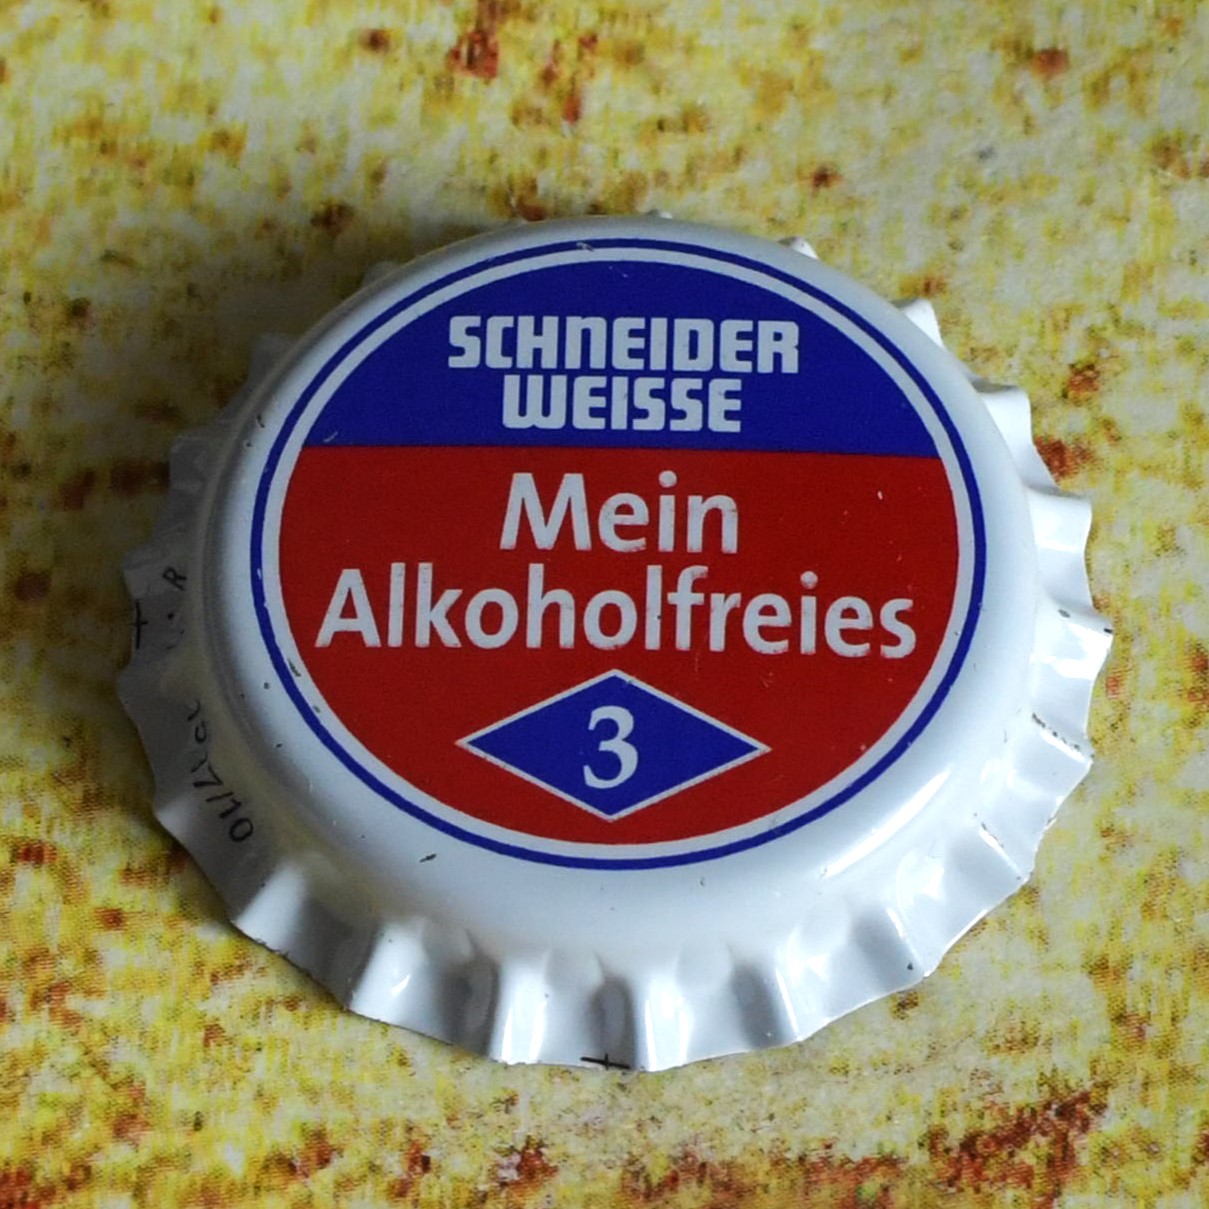 SCHNEIDER
WEISSE
Mein
Alkoholfreies
3